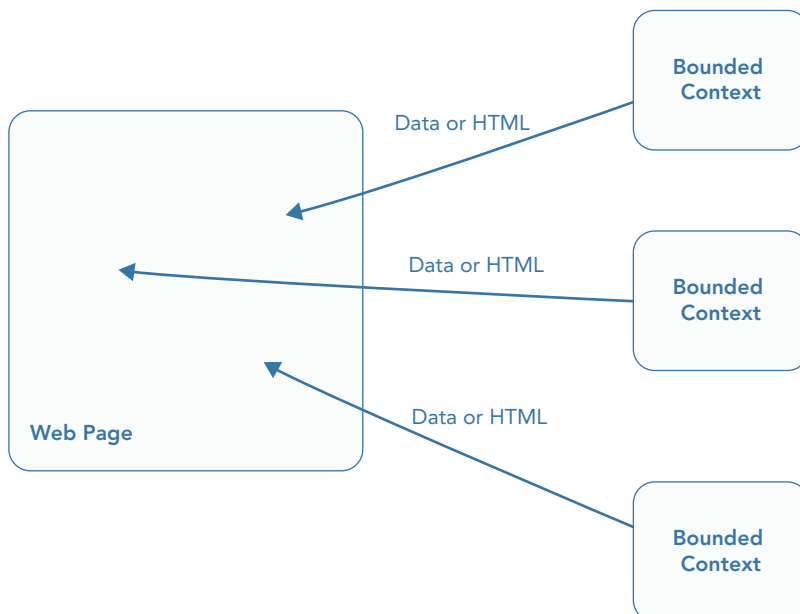 Bounded
Context
Data or HTML
Bounded
Context
Data or HTML
Data or HTML
Web Page
Bounded
Context